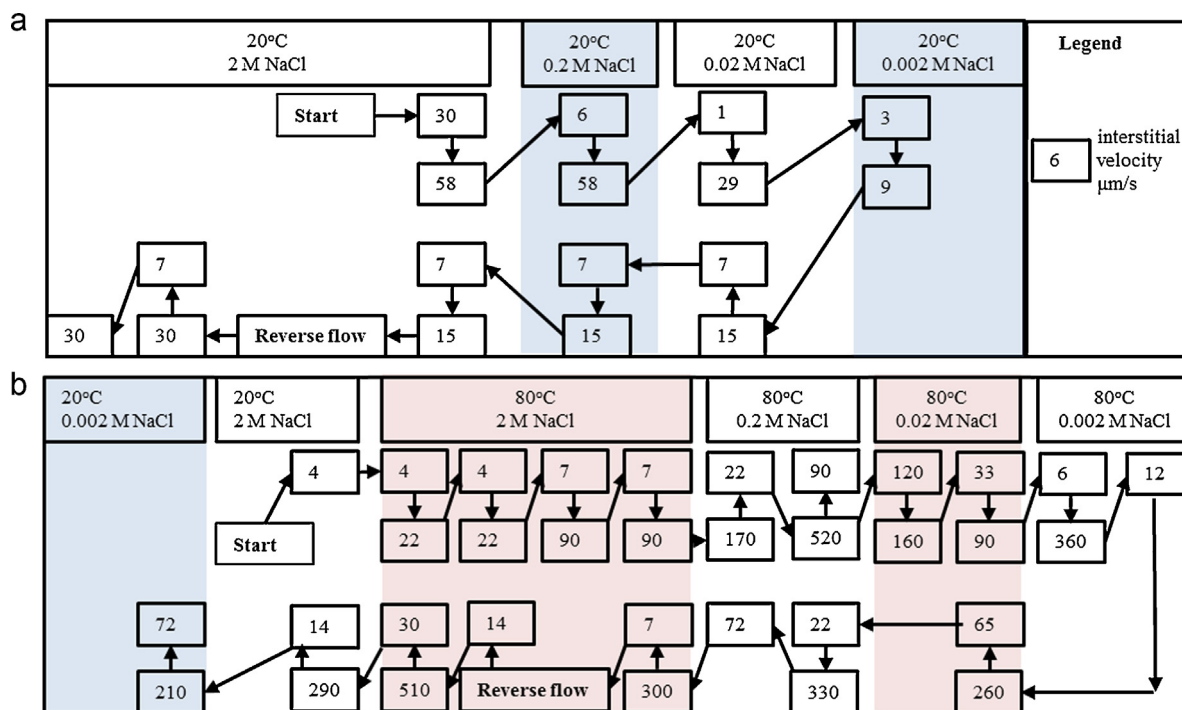 a
20°C
2 M NaCl
20°C
0.2 M NaCl
20°C
0.02 M NaCl
20°C
0.002 M NaCl
Legend
Start
30
6
1
3
58
58
29
9
6
interstitial
velocity
µm/s
7
7
7
7
30
30
Reverse flow
15
15
15
b
20°C
0.002 M NaCl
20°C
2 M NaCl
80°C
2 M NaCl
80°C
0.2 M NaCl
80°C
0.02 M NaCl
80°C
0.002 M NaCl
4
4
4
7
7
22
90
120
33
6
12
Start
22
22
90
90
170
520
160
90
360
72
14
30
14
7
72
22
65
210
290
510
Reverse flow
300
330
260